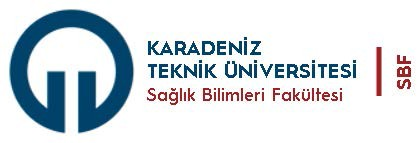 KARADENİZ
TEKNİK ÜNİVERSİTESİ
Sağlık Bilimleri Fakültesi
SBF